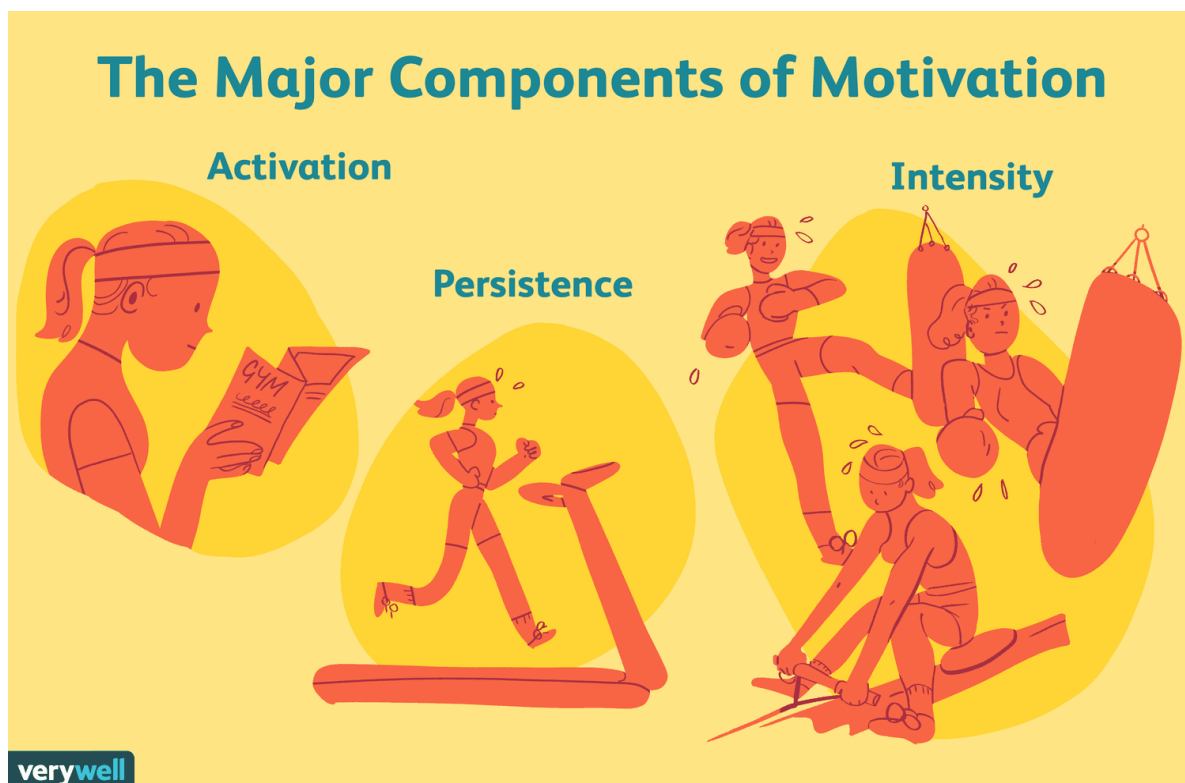 The Major Components of Motivation
Activation
Intensity
Persistence
GYM
verywell